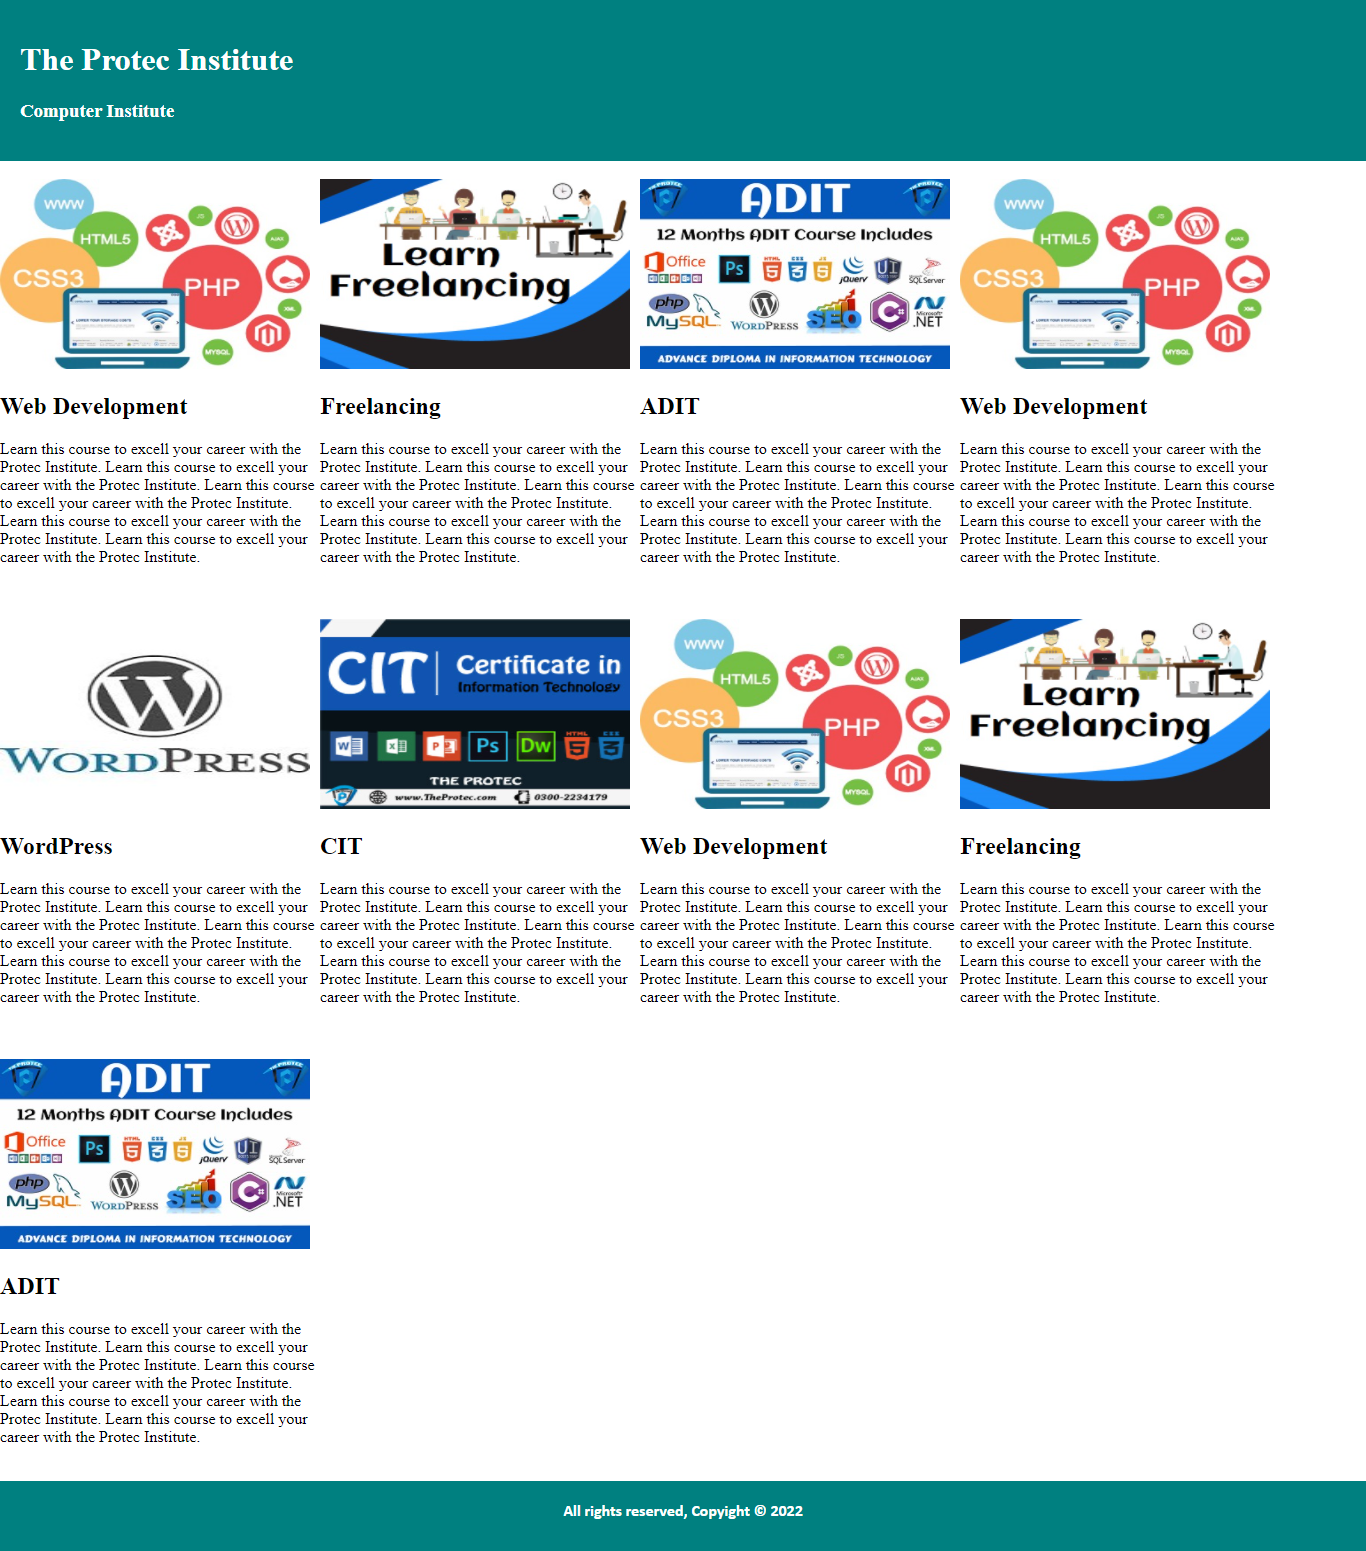 The Protec Institute
Computer Institute
WWW
HTML5
JS
AJAX
CSS3
PHP
XML
MYSQL
Learn
Freelancing
ADIT
12 Months ADIT Course Includes
Office
Ps
HTML
CSS
JS
jQuery
UI
SQL Server
php
MySQL
WordPress
SEO
C#
Microsoft
.NET
ADVANCE DIPLOMA IN INFORMATION TECHNOLOGY
WWW
HTML5
JS
AJAX
CSS3
PHP
XML
MYSQL
Web Development
Learn this course to excell your career with the
Protec Institute. Learn this course to excell your
career with the Protec Institute. Learn this course
to excell your career with the Protec Institute.
Learn this course to excell your career with the
Protec Institute. Learn this course to excell your
career with the Protec Institute.
Freelancing
Learn this course to excell your career with the
Protec Institute. Learn this course to excell your
career with the Protec Institute. Learn this course
to excell your career with the Protec Institute.
Learn this course to excell your career with the
Protec Institute. Learn this course to excell your
career with the Protec Institute.
ADIT
Learn this course to excell your career with the
Protec Institute. Learn this course to excell your
career with the Protec Institute. Learn this course
to excell your career with the Protec Institute.
Learn this course to excell your career with the
Protec Institute. Learn this course to excell your
career with the Protec Institute.
Web Development
Learn this course to excell your career with the
Protec Institute. Learn this course to excell your
career with the Protec Institute. Learn this course
to excell your career with the Protec Institute.
Learn this course to excell your career with the
Protec Institute. Learn this course to excell your
career with the Protec Institute.
WORDPRESS
CIT
Certificate in
Information Technology
Ps
Dw
HTML
CSS
THE PROTEC
www.TheProtec.com
0300-2234179
WWW
HTML5
JS
AJAX
CSS3
PHP
XML
MYSQL
Learn
Freelancing
WordPress
Learn this course to excell your career with the
Protec Institute. Learn this course to excell your
career with the Protec Institute. Learn this course
to excell your career with the Protec Institute.
Learn this course to excell your career with the
Protec Institute. Learn this course to excell your
career with the Protec Institute.
CIT
Learn this course to excell your career with the
Protec Institute. Learn this course to excell your
career with the Protec Institute. Learn this course
to excell your career with the Protec Institute.
Learn this course to excell your career with the
Protec Institute. Learn this course to excell your
career with the Protec Institute.
Web Development
Learn this course to excell your career with the
Protec Institute. Learn this course to excell your
career with the Protec Institute. Learn this course
to excell your career with the Protec Institute.
Learn this course to excell your career with the
Protec Institute. Learn this course to excell your
career with the Protec Institute.
Freelancing
Learn this course to excell your career with the
Protec Institute. Learn this course to excell your
career with the Protec Institute. Learn this course
to excell your career with the Protec Institute.
Learn this course to excell your career with the
Protec Institute. Learn this course to excell your
career with the Protec Institute.
ADIT
12 Months ADIT Course Includes
Office
Ps
HTML
CSS
JS
jQuery
UI
SQL Server
php
MySQL
WordPress
SEO
C#
Microsoft
.NET
ADVANCE DIPLOMA IN INFORMATION TECHNOLOGY
ADIT
Learn this course to excell your career with the
Protec Institute. Learn this course to excell your
career with the Protec Institute. Learn this course
to excell your career with the Protec Institute.
Learn this course to excell your career with the
Protec Institute. Learn this course to excell your
career with the Protec Institute.
All rights reserved, Copyight © 2022